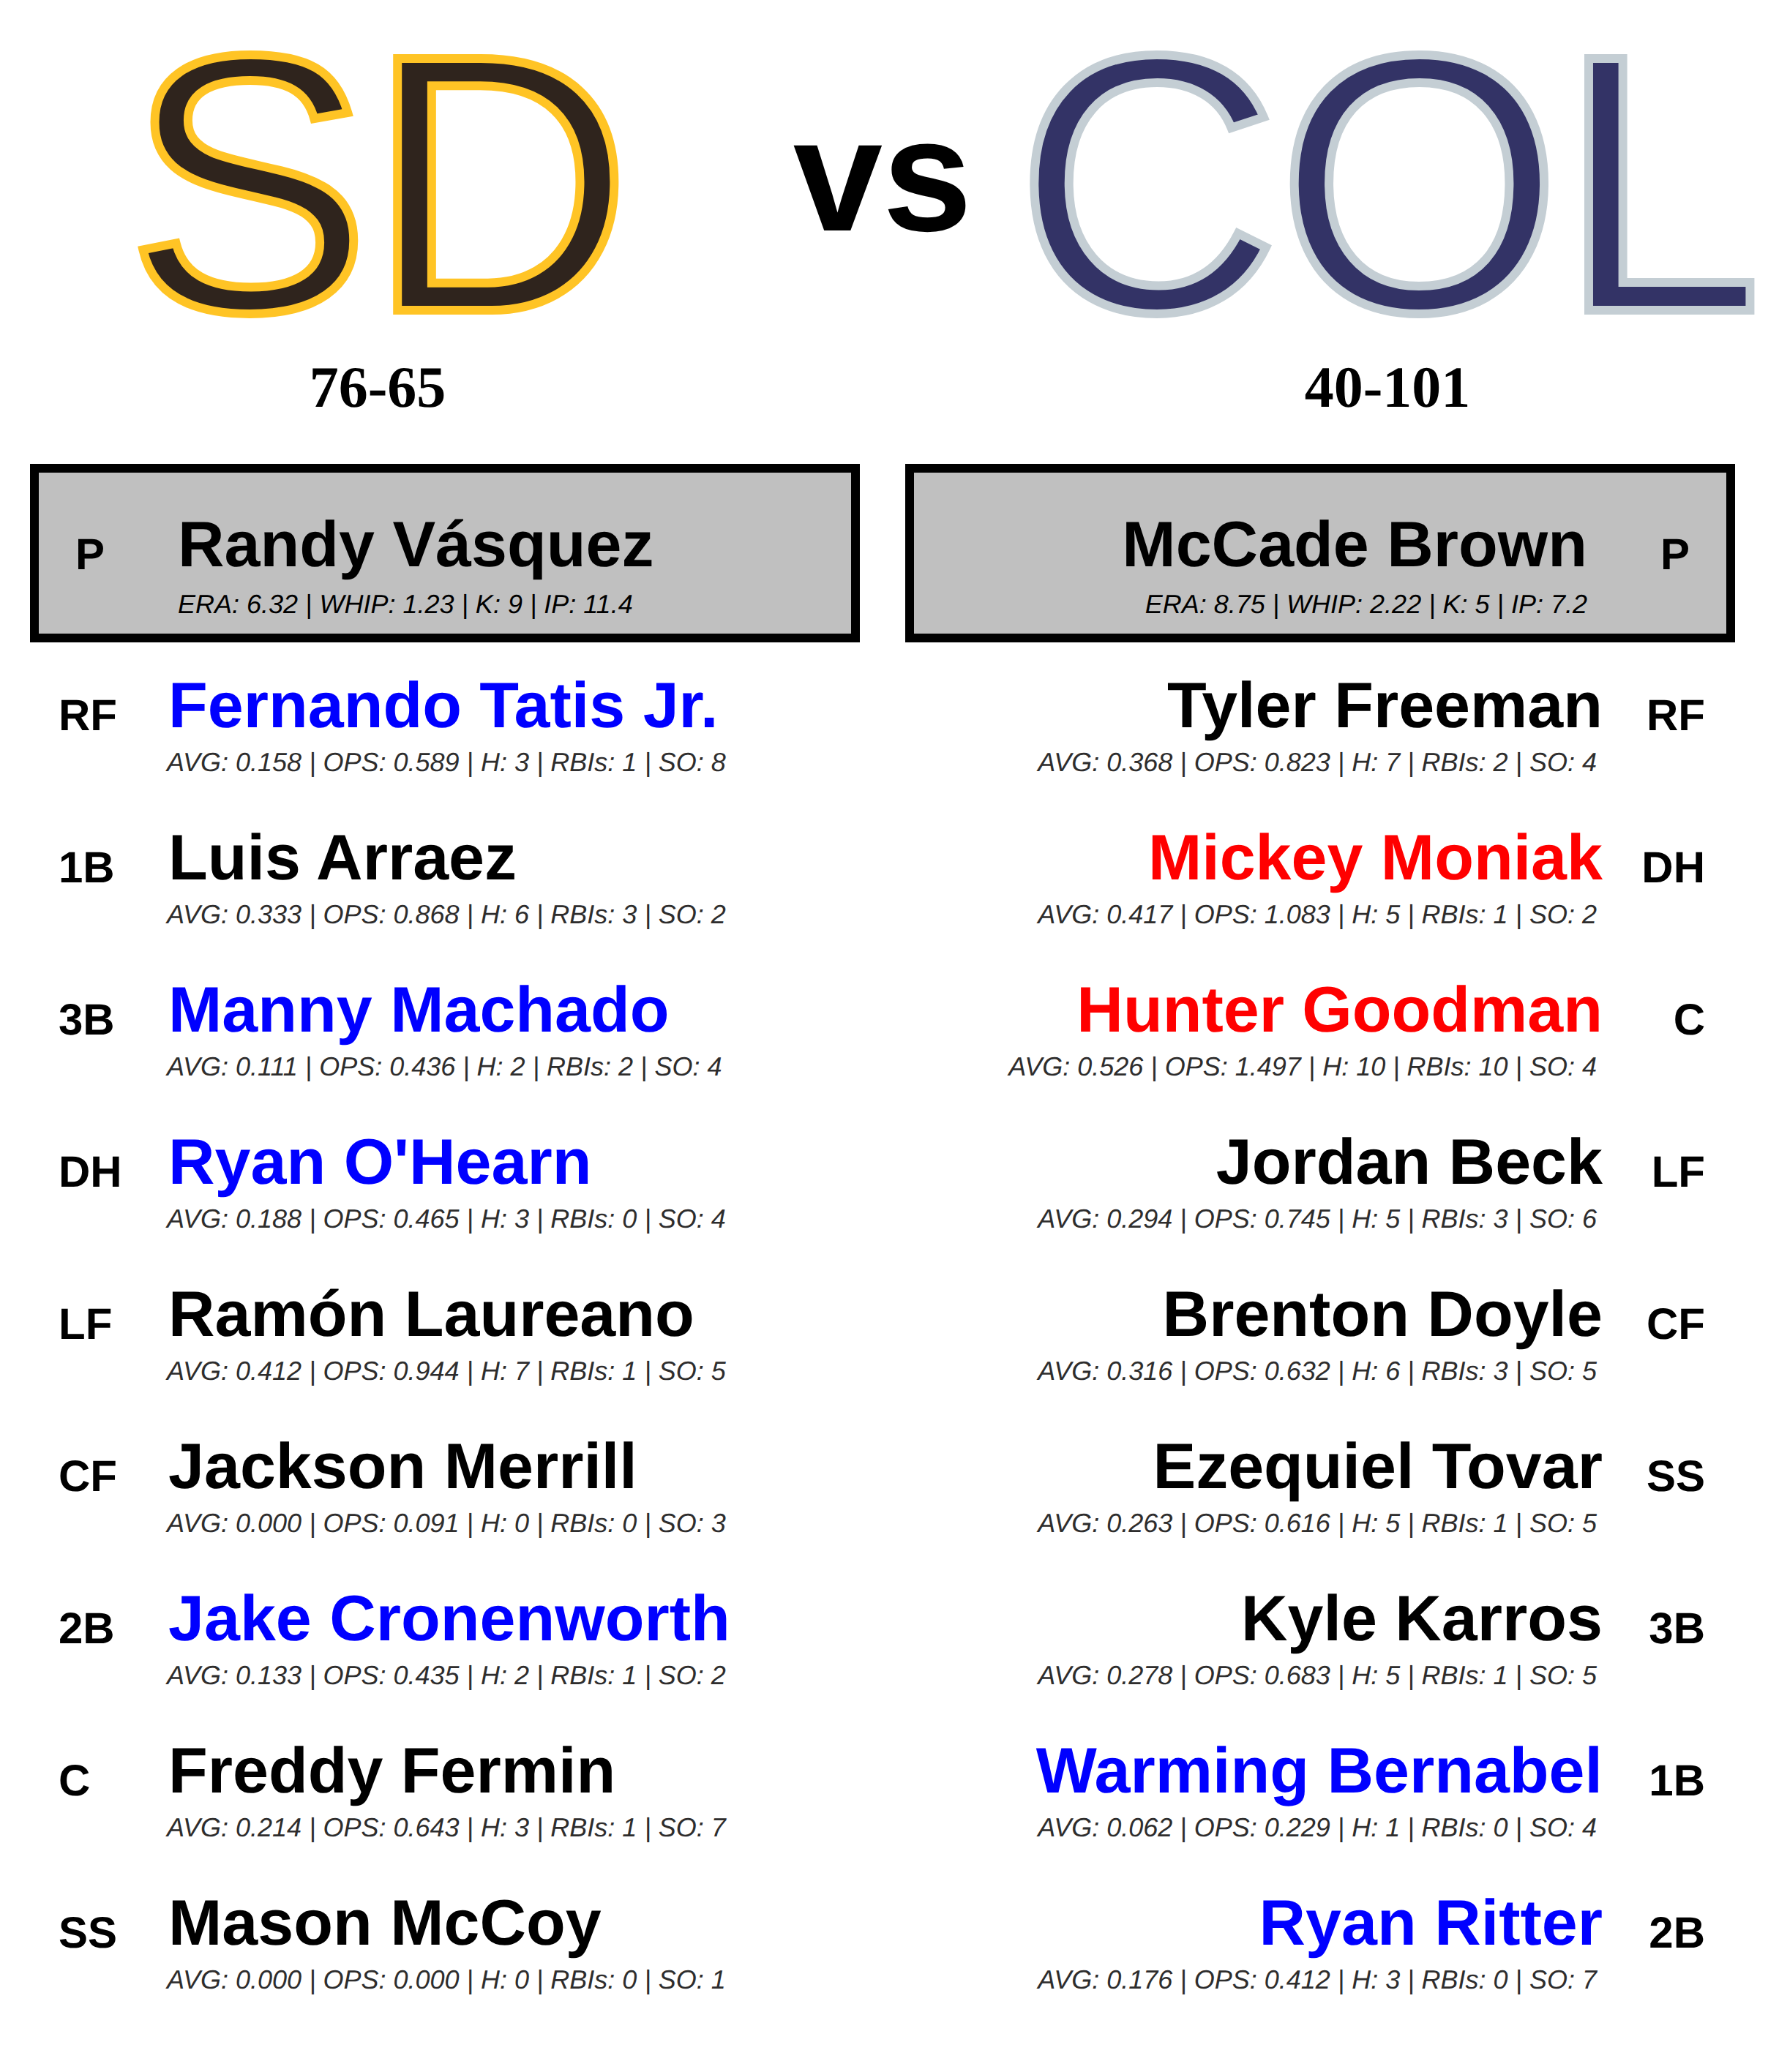 SD vs COL
76-65 40-101
P Randy Vásquez McCade Brown P
ERA: 6.32 | WHIP: 1.23 | K: 9 | IP: 11.4 ERA: 8.75 | WHIP: 2.22 | K: 5 | IP: 7.2
RF Fernando Tatis Jr. Tyler Freeman RF
AVG: 0.158 | OPS: 0.589 | H: 3 | RBIs: 1 | SO: 8 AVG: 0.368 | OPS: 0.823 | H: 7 | RBIs: 2 | SO: 4
1B Luis Arraez Mickey Moniak DH
AVG: 0.333 | OPS: 0.868 | H: 6 | RBIs: 3 | SO: 2 AVG: 0.417 | OPS: 1.083 | H: 5 | RBIs: 1 | SO: 2
3B Manny Machado Hunter Goodman C
AVG: 0.111 | OPS: 0.436 | H: 2 | RBIs: 2 | SO: 4 AVG: 0.526 | OPS: 1.497 | H: 10 | RBIs: 10 | SO: 4
DH Ryan O'Hearn Jordan Beck LF
AVG: 0.188 | OPS: 0.465 | H: 3 | RBIs: 0 | SO: 4 AVG: 0.294 | OPS: 0.745 | H: 5 | RBIs: 3 | SO: 6
LF Ramón Laureano Brenton Doyle CF
AVG: 0.412 | OPS: 0.944 | H: 7 | RBIs: 1 | SO: 5 AVG: 0.316 | OPS: 0.632 | H: 6 | RBIs: 3 | SO: 5
CF Jackson Merrill Ezequiel Tovar SS
AVG: 0.000 | OPS: 0.091 | H: 0 | RBIs: 0 | SO: 3 AVG: 0.263 | OPS: 0.616 | H: 5 | RBIs: 1 | SO: 5
2B Jake Cronenworth Kyle Karros 3B
AVG: 0.133 | OPS: 0.435 | H: 2 | RBIs: 1 | SO: 2 AVG: 0.278 | OPS: 0.683 | H: 5 | RBIs: 1 | SO: 5
C Freddy Fermin Warming Bernabel 1B
AVG: 0.214 | OPS: 0.643 | H: 3 | RBIs: 1 | SO: 7 AVG: 0.062 | OPS: 0.229 | H: 1 | RBIs: 0 | SO: 4
SS Mason McCoy Ryan Ritter 2B
AVG: 0.000 | OPS: 0.000 | H: 0 | RBIs: 0 | SO: 1 AVG: 0.176 | OPS: 0.412 | H: 3 | RBIs: 0 | SO: 7